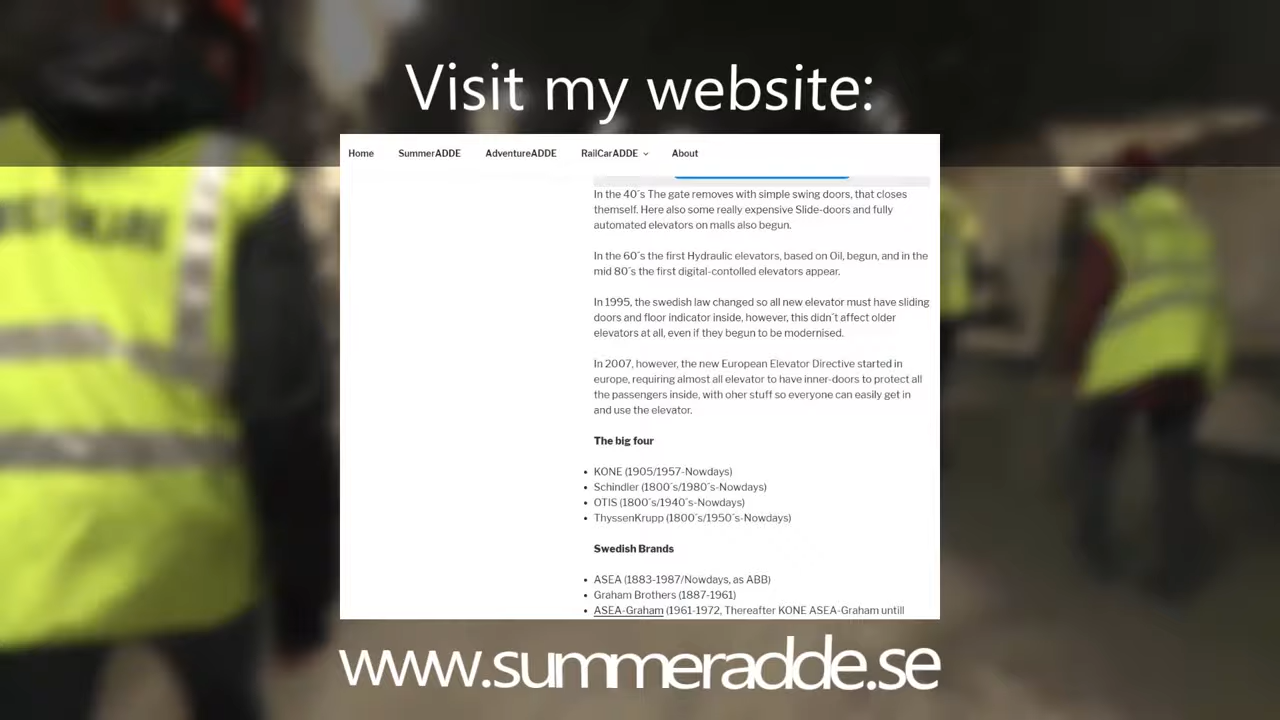 Visit my website:
Home SummerADDE AdventureADDE RailCarADDE About
In the 40´s The gate removes with simple swing doors, that closes
themself. Here also some really expensive Slide-doors and fully
automated elevators on malls also begun.
In the 60´s the first Hydraulic elevators, based on Oil, begun, and in the
mid 80´s the first digital-contolled elevators appear.
In 1995, the swedish law changed so all new elevator must have sliding
doors and floor indicator inside, however, this didn´t affect older
elevators at all, even if they begun to be modernised.
In 2007, however, the new European Elevator Directive started in
europe, requiring almost all elevator to have inner-doors to protect all
the passengers inside, with oher stuff so everyone can easily get in
and use the elevator.
The big four
• KONE (1905/1957-Nowdays)
• Schindler (1800´s/1980´s-Nowdays)
• OTIS (1800´s/1940´s-Nowdays)
• ThyssenKrupp (1800´s/1950´s-Nowdays)
Swedish Brands
• ASEA (1883-1987/Nowdays, as ABB)
• Graham Brothers (1887-1961)
• ASEA-Graham (1961-1972, Thereafter KONE ASEA-Graham untill
www.summeradde.se